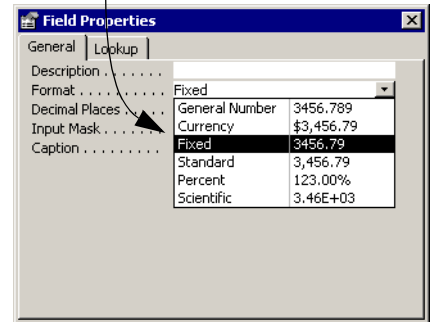 Field Properties
General Lookup
Description . . . . . . .
Format . . . . . . . . . . Fixed
Decimal Places . . . . .
General Number 3456.789
Input Mask . . . . . . .
Currency $3,456.79
Caption . . . . . . . . .
Fixed 3456.79
Standard 3,456.79
Percent 123.00%
Scientific 3.46E+03